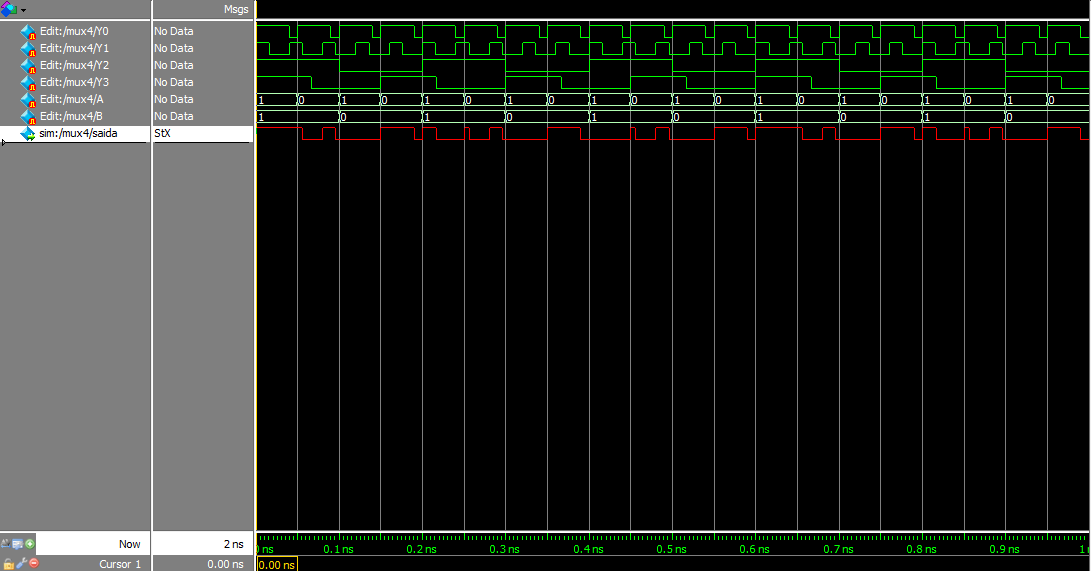 Msgs
Edit:/mux4/Y0 No Data
Edit:/mux4/Y1 No Data
Edit:/mux4/Y2 No Data
Edit:/mux4/Y3 No Data
Edit:/mux4/A No Data 1 0 1 0 1 0 1 0 1 0 1 0 1 0 1 0 1 0 1 0
Edit:/mux4/B No Data 1 0 1 0 1 0 1 0 1 0
sim:/mux4/saida StX
Now 2 ns ns 0.1 ns 0.2 ns 0.3 ns 0.4 ns 0.5 ns 0.6 ns 0.7 ns 0.8 ns 0.9 ns 1
Cursor 1 0.00 ns 0.00 ns